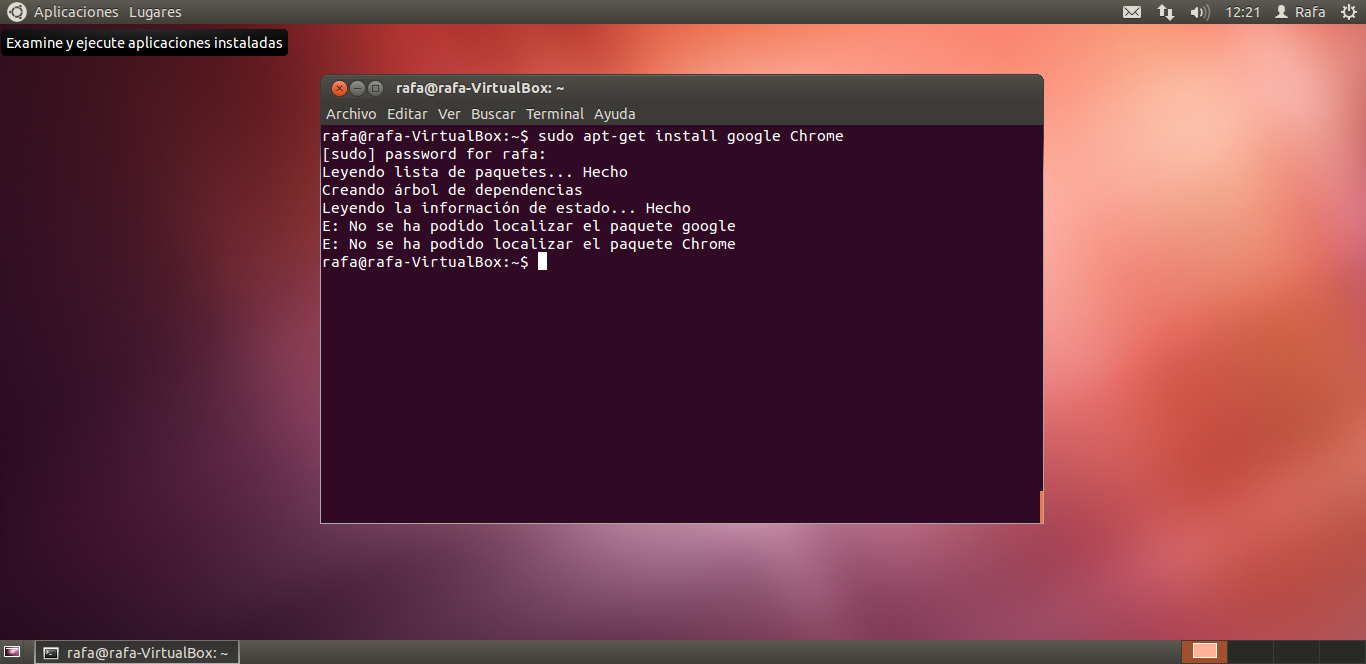 Aplicaciones Lugares 12:21 Rafa
Examine y ejecute aplicaciones instaladas
rafa@rafa-VirtualBox: ~
Archivo Editar Ver Buscar Terminal Ayuda
rafa@rafa-VirtualBox:~$ sudo apt-get install google Chrome
[sudo] password for rafa:
Leyendo lista de paquetes... Hecho
Creando árbol de dependencias
Leyendo la información de estado... Hecho
E: No se ha podido localizar el paquete google
E: No se ha podido localizar el paquete Chrome
rafa@rafa-VirtualBox:~$
rafa@rafa-VirtualBox: ~